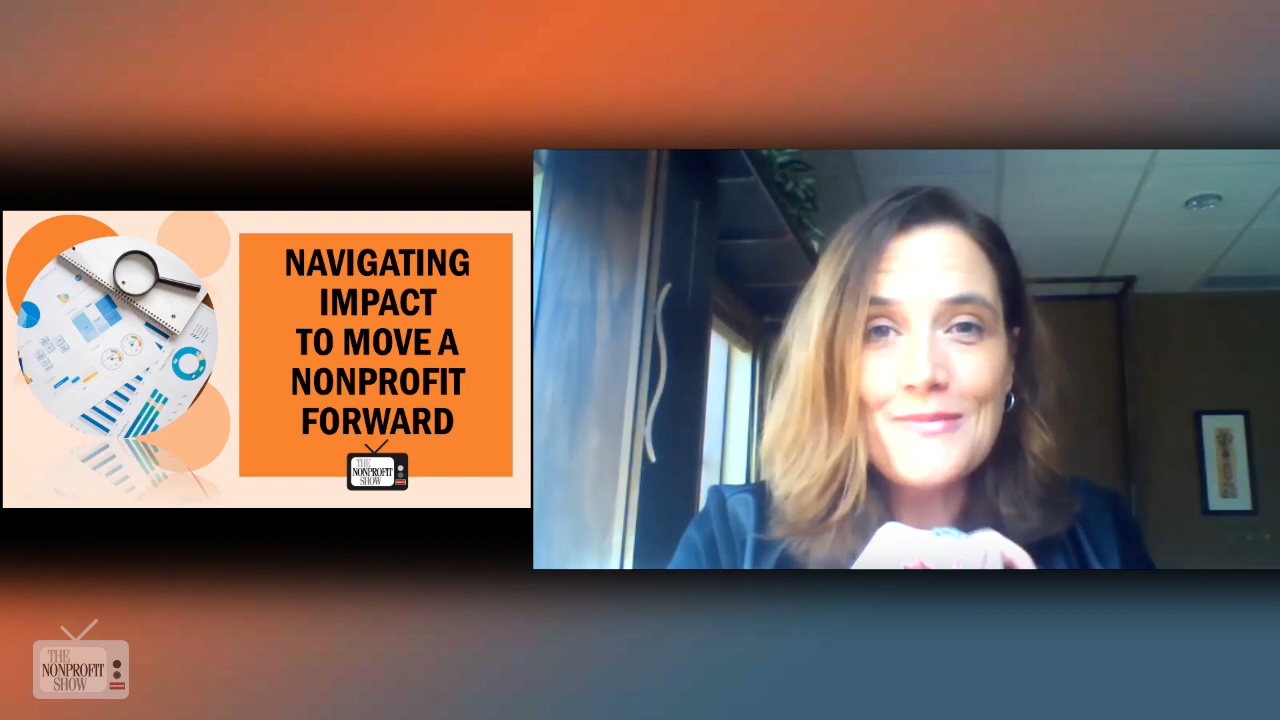 NAVIGATING
IMPACT
TO MOVE A
NONPROFIT
FORWARD
THE
NONPROFIT
SHOW
THE
NONPROFIT
SHOW